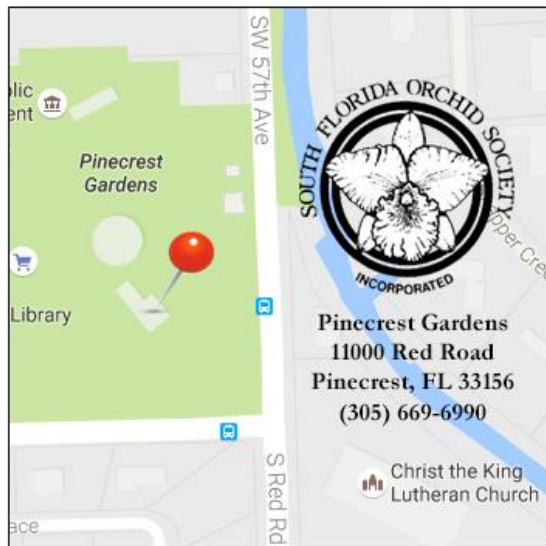 SW 57th Ave
SOUTH FLORIDA ORCHID SOCIETY
INCORPORATED
Pinecrest
Gardens
Library
Pinecrest Gardens
11000 Red Road
Pinecrest, FL 33156
(305) 669-6990
S Red Rd
Christ the King
Lutheran Church